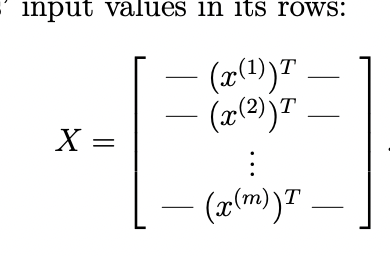 ' input values in its rows:
— (x^{(1)})^T —
— (x^{(2)})^T —
X = [ ⋮ ] .
— (x^{(m)})^T —